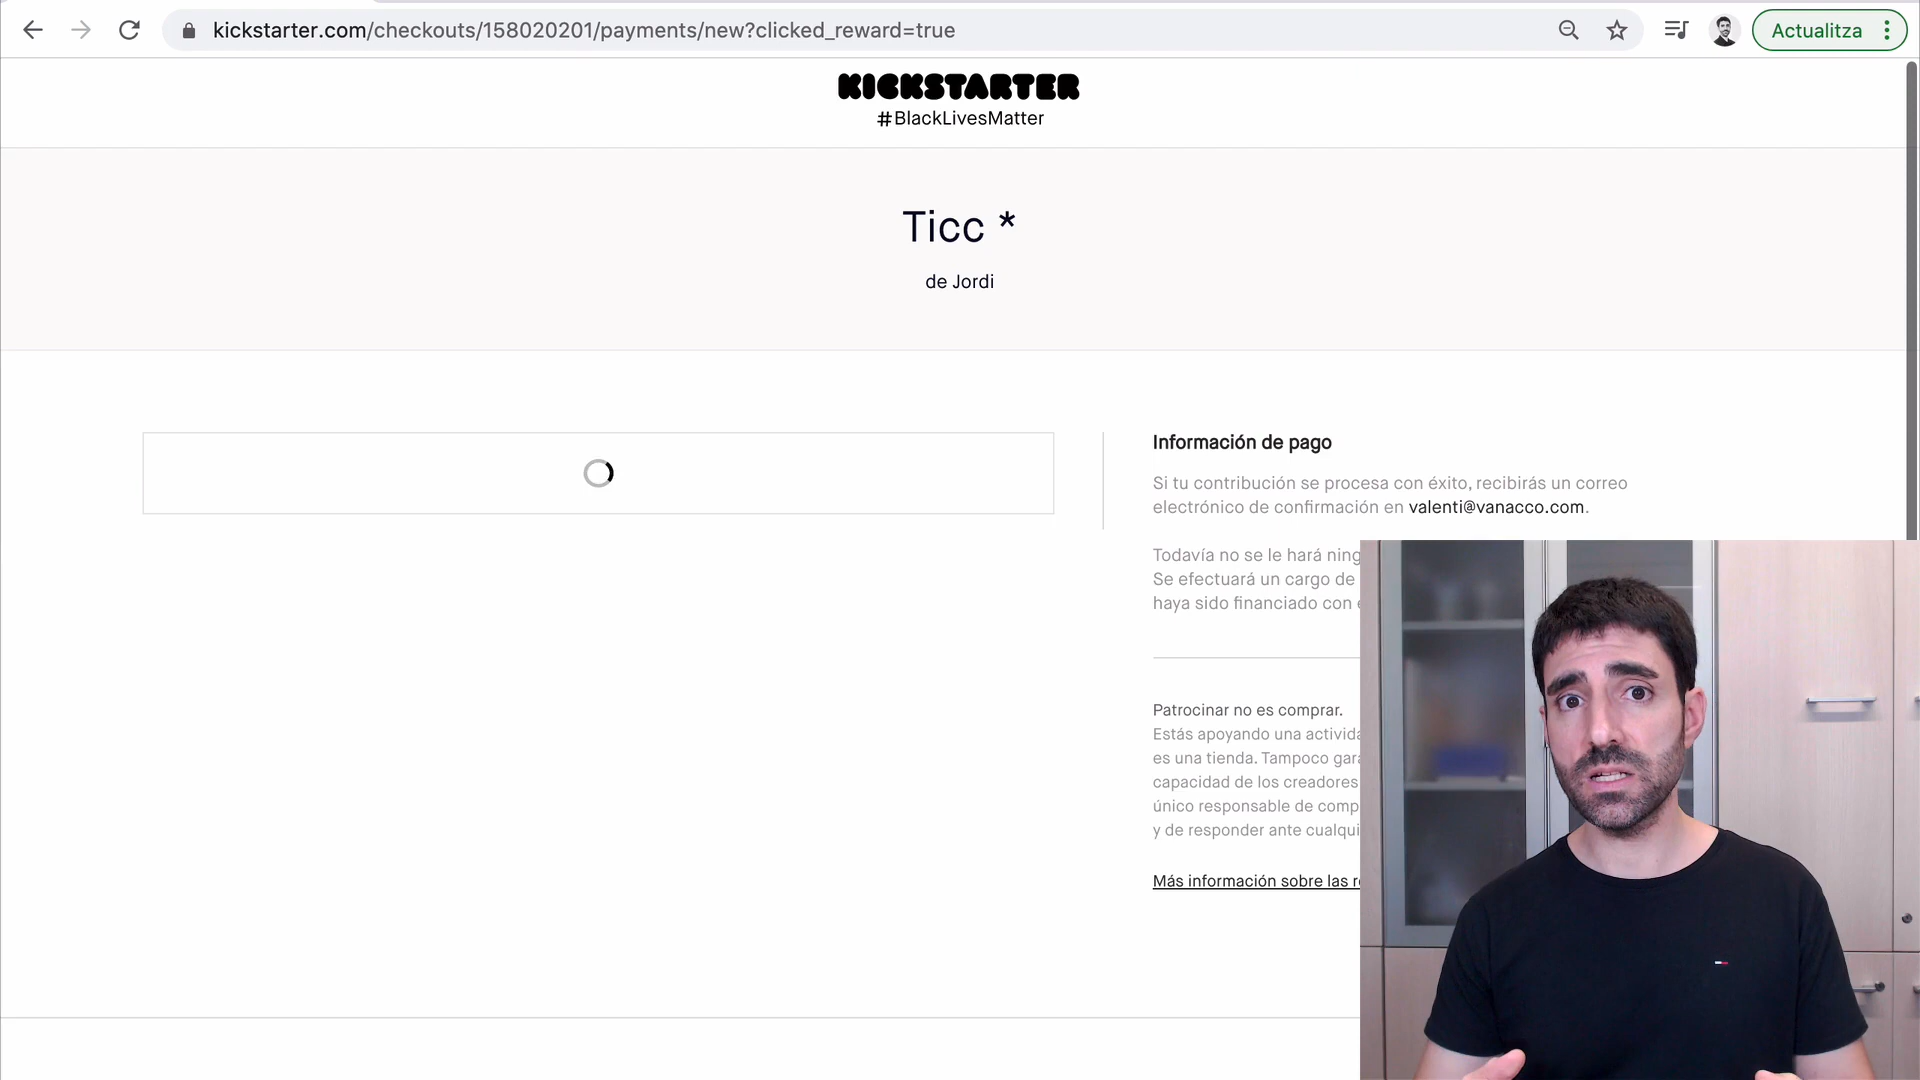 kickstarter.com/checkouts/158020201/payments/new?clicked_reward=true
Actualitza
KICKSTARTER
#BlackLivesMatter
Ticc *
de Jordi
Información de pago
Si tu contribución se procesa con éxito, recibirás un correo
electrónico de confirmación en valenti@vanacco.com.
Todavía no se le hará
Se efectuará un cargo de
haya sido financiado con
Patrocinar no es comprar.
Estás apoyando una
es una tienda. Tampoco
capacidad de los creadores
único responsable de
y de responder ante
Más información sobre las